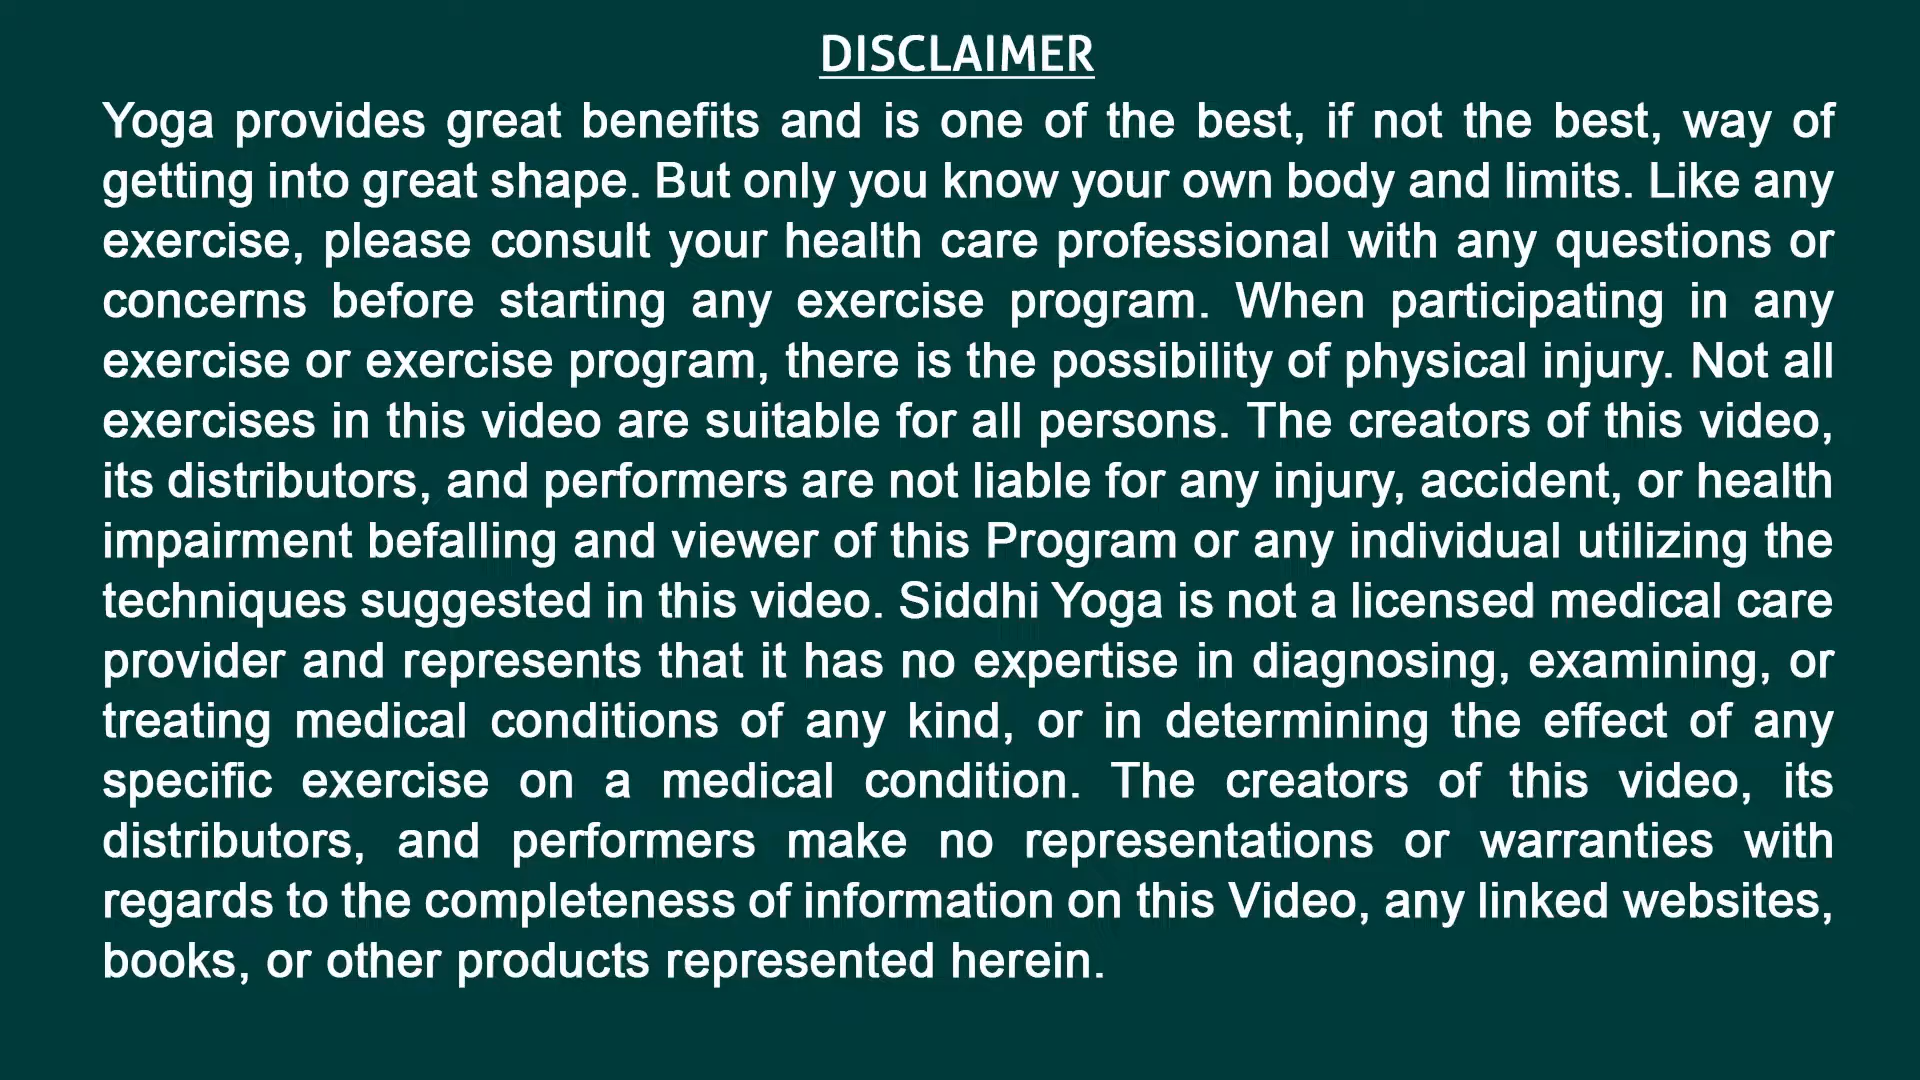 DISCLAIMER
Yoga provides great benefits and is one of the best, if not the best, way of
getting into great shape. But only you know your own body and limits. Like any
exercise, please consult your health care professional with any questions or
concerns before starting any exercise program. When participating in any
exercise or exercise program, there is the possibility of physical injury. Not all
exercises in this video are suitable for all persons. The creators of this video,
its distributors, and performers are not liable for any injury, accident, or health
impairment befalling and viewer of this Program or any individual utilizing the
techniques suggested in this video. Siddhi Yoga is not a licensed medical care
provider and represents that it has no expertise in diagnosing, examining, or
treating medical conditions of any kind, or in determining the effect of any
specific exercise on a medical condition. The creators of this video, its
distributors, and performers make no representations or warranties with
regards to the completeness of information on this Video, any linked websites,
books, or other products represented herein.